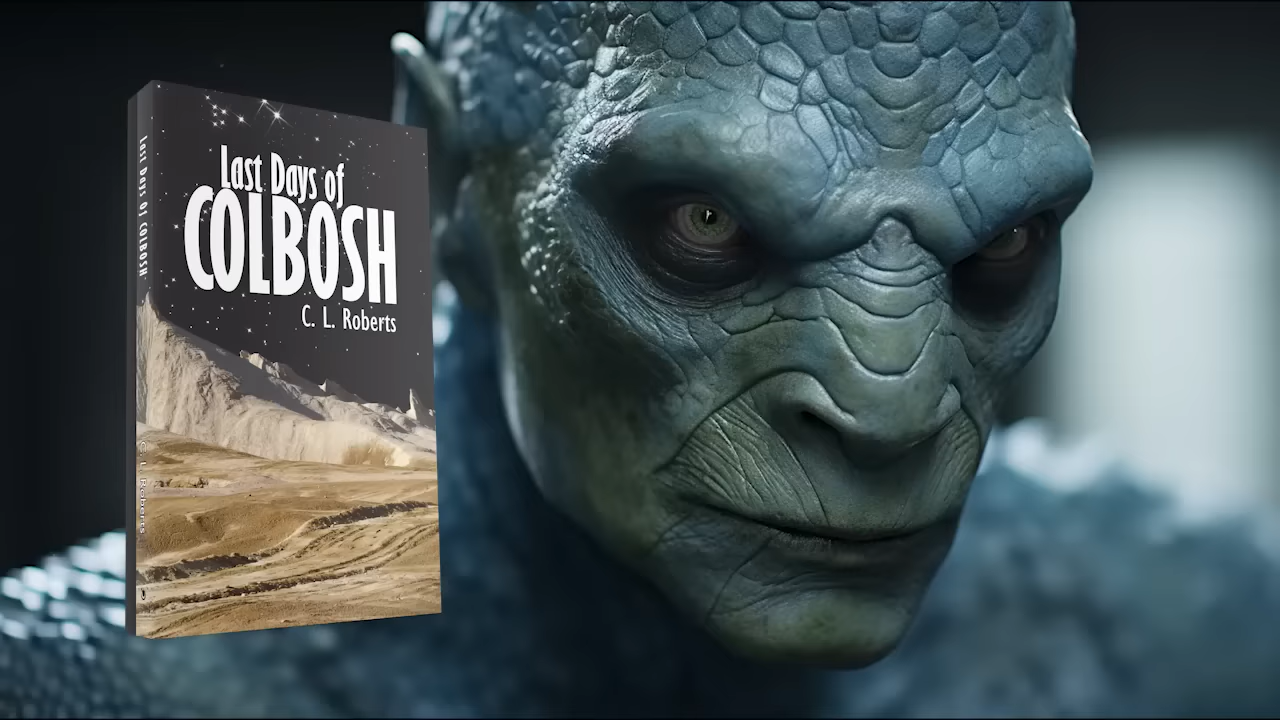 Last Days of
COLBOSH
C. L. Roberts
Last Days Of COLBOSH
C. L. Roberts